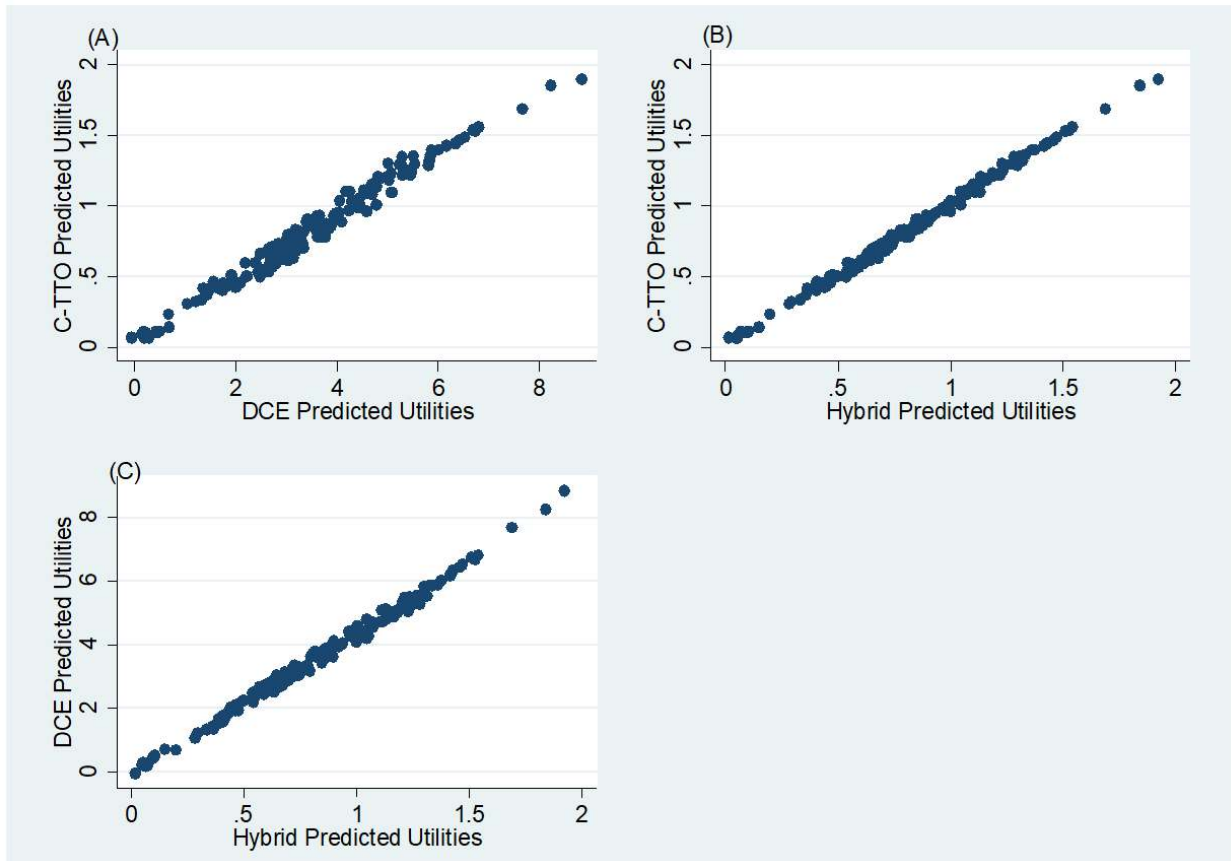 (A)
C-TTO Predicted Utilities
2
1.5
1
.5
0
0 2 4 6 8
DCE Predicted Utilities
(B)
C-TTO Predicted Utilities
2
1.5
1
.5
0
0 .5 1 1.5 2
Hybrid Predicted Utilities
(C)
DCE Predicted Utilities
8
6
4
2
0
0 .5 1 1.5 2
Hybrid Predicted Utilities